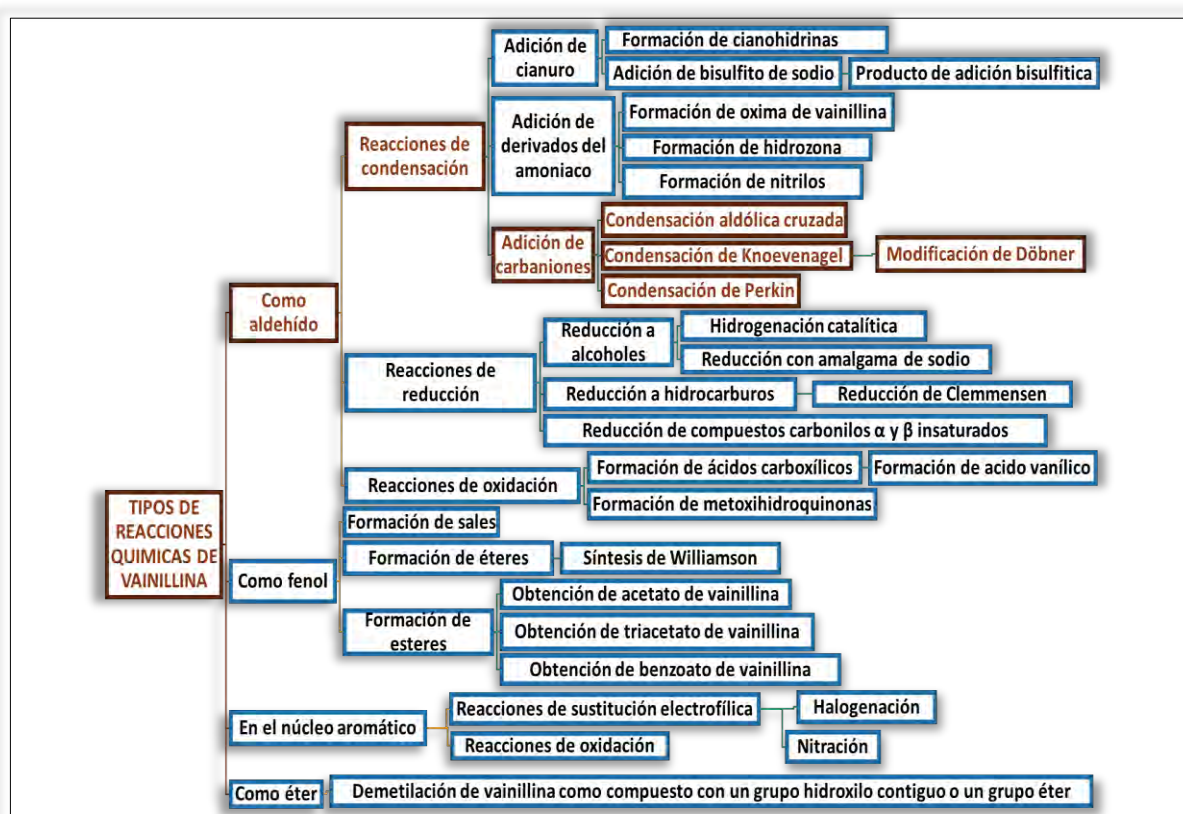 Adición de
cianuro
Formación de cianohidrinas
Adición de bisulfito de sodio
Producto de adición bisulfitica
Adición de
derivados del
amoniaco
Formación de oxima de vainillina
Formación de hidrozona
Formación de nitrilos
Reacciones de
condensación
Adición de
carbaniones
Condensación aldólica cruzada
Condensación de Knoevenagel
Modificación de Döbner
Condensación de Perkin
Como
aldehído
Reacciones de
reducción
Reducción a
alcoholes
Hidrogenación catalítica
Reducción con amalgama de sodio
Reducción a hidrocarburos
Reducción de Clemmensen
Reducción de compuestos carbonilos α y β insaturados
Reacciones de oxidación
Formación de ácidos carboxílicos
Formación de acido vanílico
Formación de metoxihidroquinonas
TIPOS DE
REACCIONES
QUIMICAS DE
VAINILLINA
Como fenol
Formación de sales
Formación de éteres
Síntesis de Williamson
Formación de
esteres
Obtención de acetato de vainillina
Obtención de triacetato de vainillina
Obtención de benzoato de vainillina
En el núcleo aromático
Reacciones de sustitución electrofílica
Halogenación
Nitración
Reacciones de oxidación
Como éter
Demetilación de vainillina como compuesto con un grupo hidroxilo contiguo o un grupo éter